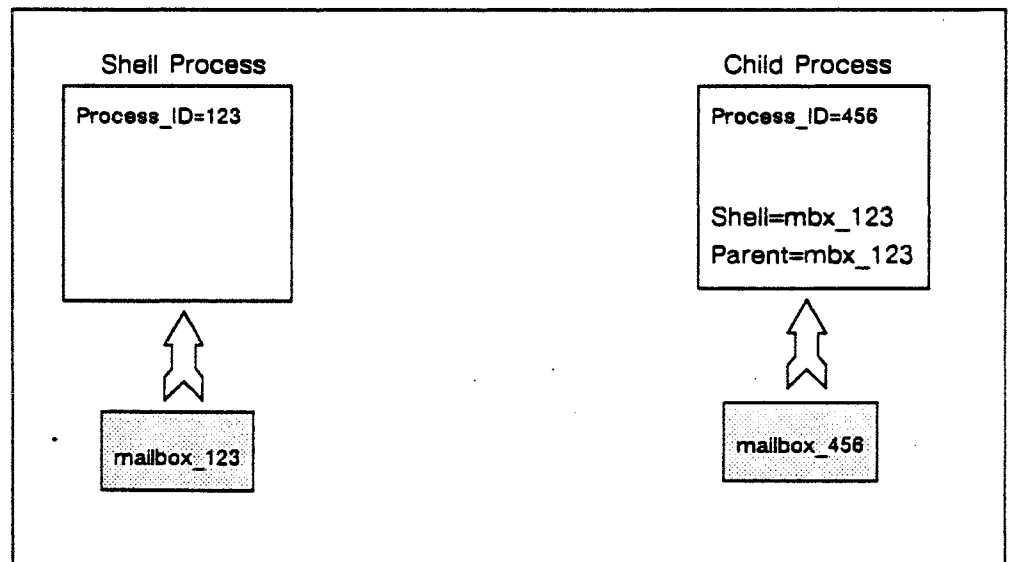 Shell Process
Process_ID=123
mailbox_123
Child Process
Process_ID=456
Shell=mbx_123
Parent=mbx_123
mailbox_456